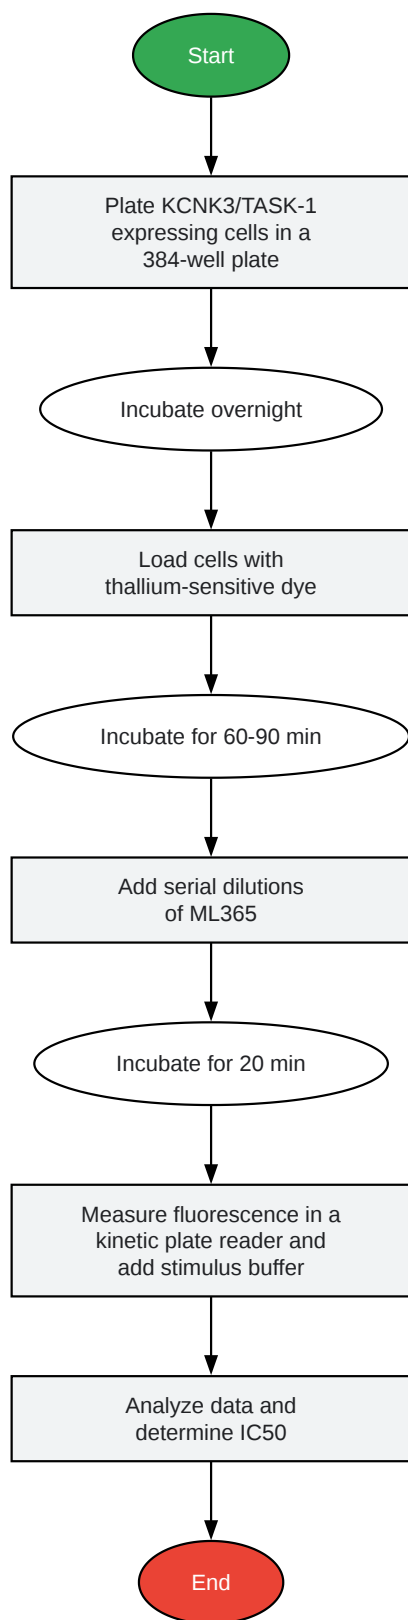 Start
Plate KCNK3/TASK-1
expressing cells in a
384-well plate
Incubate overnight
Load cells with
thallium-sensitive dye
Incubate for 60-90 min
Add serial dilutions
of ML365
Incubate for 20 min
Measure fluorescence in a
kinetic plate reader and
add stimulus buffer
Analyze data and
determine IC50
End